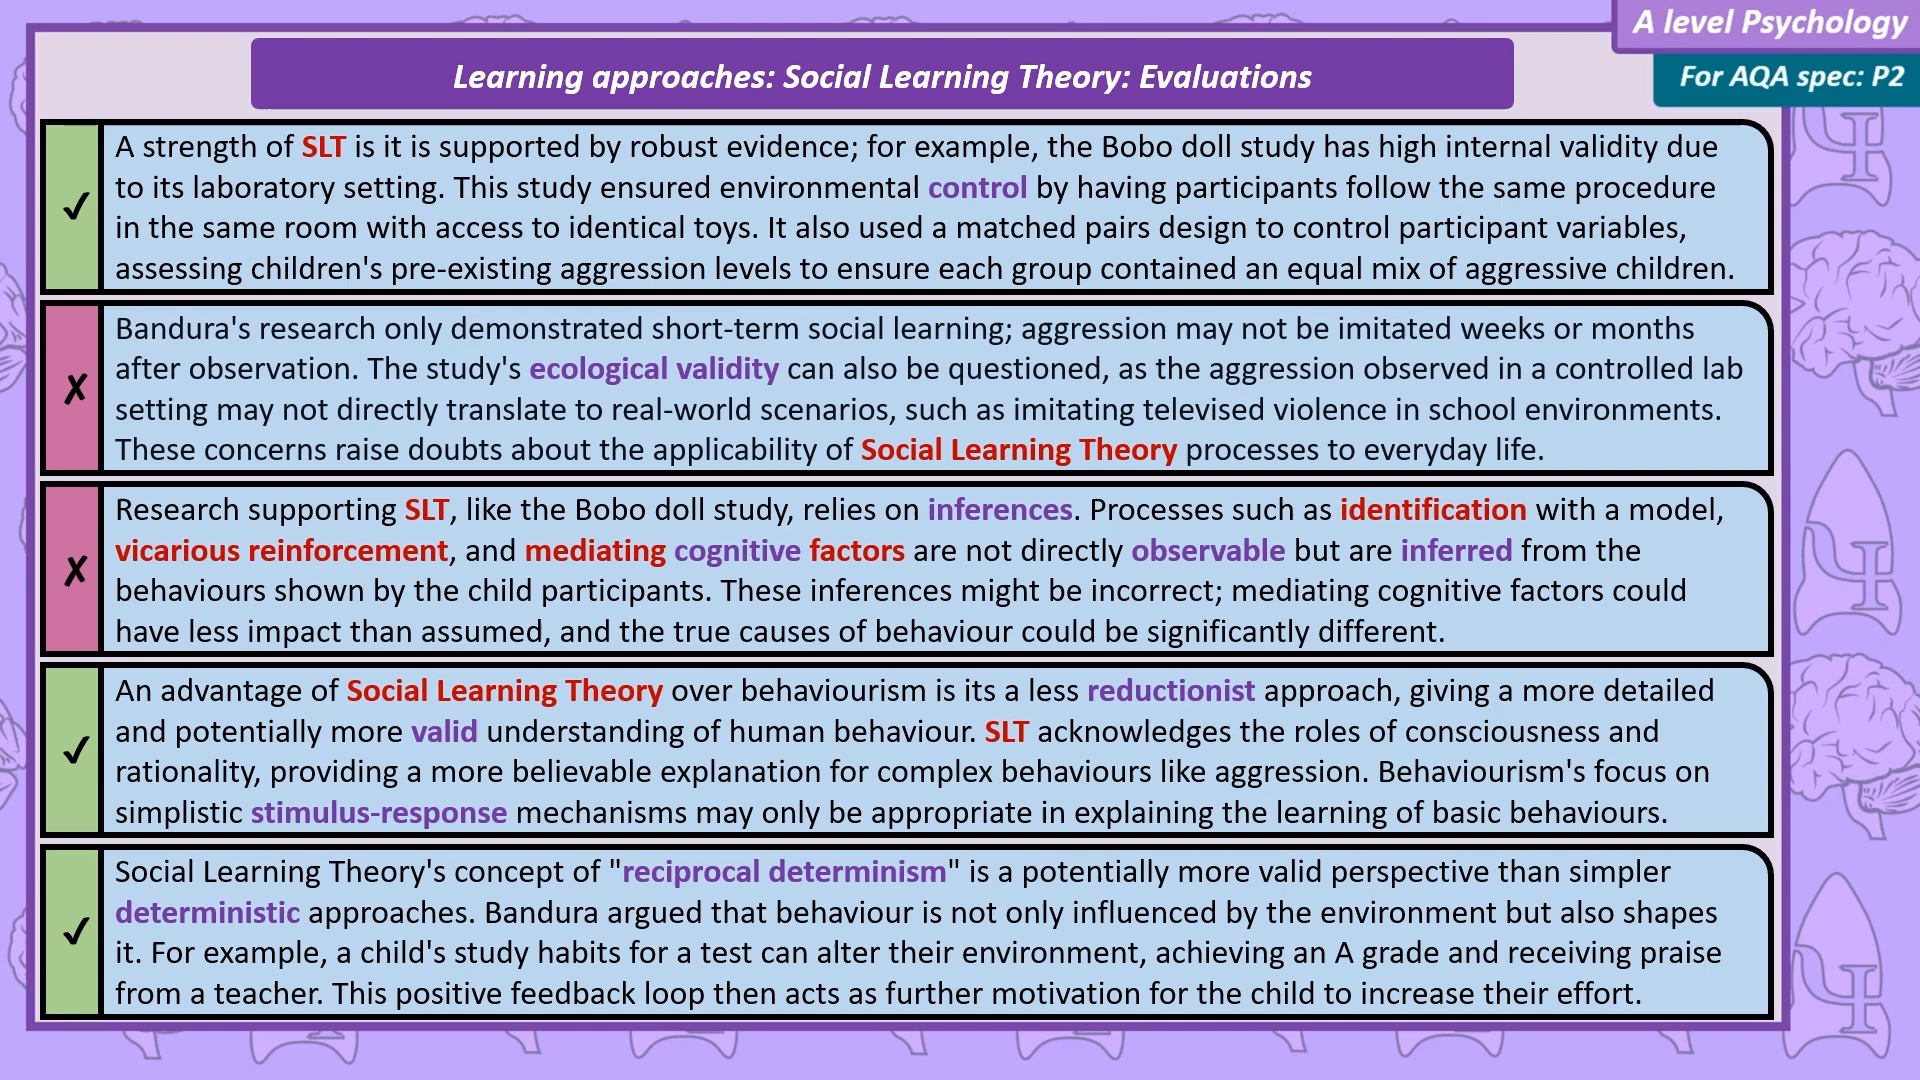 A level Psychology
Learning approaches: Social Learning Theory: Evaluations
For AQA spec: P2
✓
A strength of SLT is it is supported by robust evidence; for example, the Bobo doll study has high internal validity due
to its laboratory setting. This study ensured environmental control by having participants follow the same procedure
in the same room with access to identical toys. It also used a matched pairs design to control participant variables,
assessing children's pre-existing aggression levels to ensure each group contained an equal mix of aggressive children.
✗
Bandura's research only demonstrated short-term social learning; aggression may not be imitated weeks or months
after observation. The study's ecological validity can also be questioned, as the aggression observed in a controlled lab
setting may not directly translate to real-world scenarios, such as imitating televised violence in school environments.
These concerns raise doubts about the applicability of Social Learning Theory processes to everyday life.
✗
Research supporting SLT, like the Bobo doll study, relies on inferences. Processes such as identification with a model,
vicarious reinforcement, and mediating cognitive factors are not directly observable but are inferred from the
behaviours shown by the child participants. These inferences might be incorrect; mediating cognitive factors could
have less impact than assumed, and the true causes of behaviour could be significantly different.
✓
An advantage of Social Learning Theory over behaviourism is its a less reductionist approach, giving a more detailed
and potentially more valid understanding of human behaviour. SLT acknowledges the roles of consciousness and
rationality, providing a more believable explanation for complex behaviours like aggression. Behaviourism's focus on
simplistic stimulus-response mechanisms may only be appropriate in explaining the learning of basic behaviours.
✓
Social Learning Theory's concept of "reciprocal determinism" is a potentially more valid perspective than simpler
deterministic approaches. Bandura argued that behaviour is not only influenced by the environment but also shapes
it. For example, a child's study habits for a test can alter their environment, achieving an A grade and receiving praise
from a teacher. This positive feedback loop then acts as further motivation for the child to increase their effort.